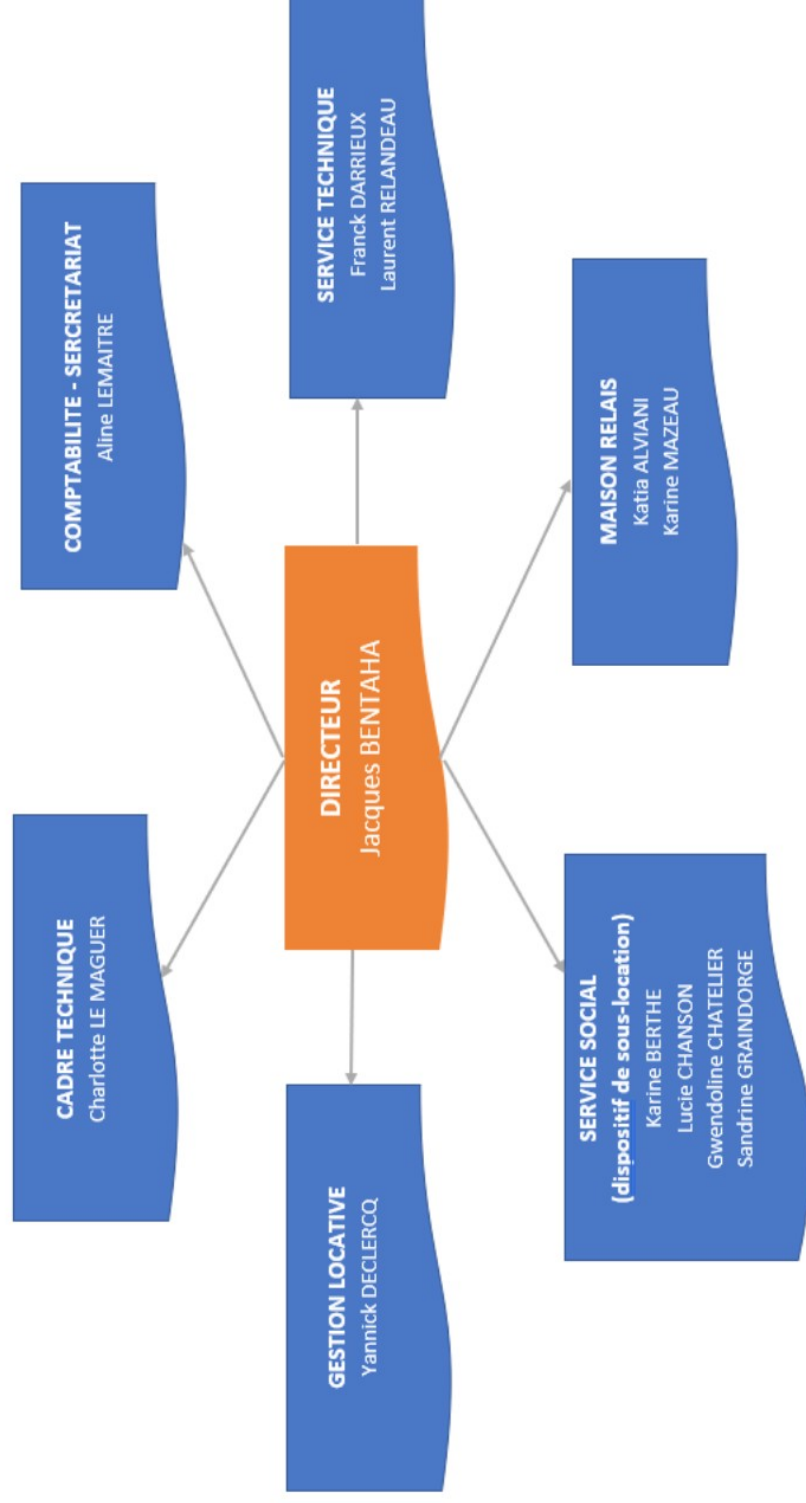 CADRE TECHNIQUE
Charlotte LE MAGUER
COMPTABILITE - SERCRETARIAT
Aline LEMAITRE
GESTION LOCATIVE
Yannick DECLERCQ
DIRECTEUR
Jacques BENTAHA
SERVICE TECHNIQUE
Franck DARRIEUX
Laurent RELANDEAU
SERVICE SOCIAL
(dispositif de sous-location)
Karine BERTHE
Lucie CHANSON
Gwendoline CHATELIER
Sandrine GRAINDORGE
MAISON RELAIS
Katia ALVIANI
Karine MAZEAU